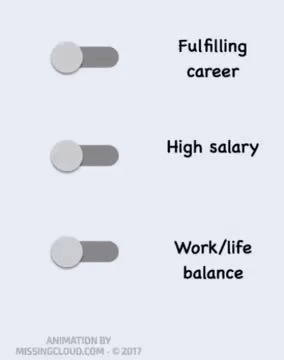 Fulfilling
career
High salary
Work/life
balance
ANIMATION BY
MISSINGCLOUD.COM - © 2017